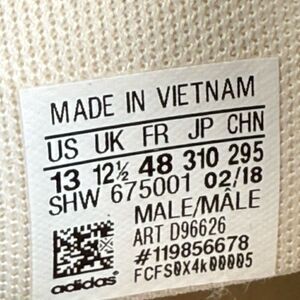 MADE IN VIETNAM
US UK FR JP CHN
13 12½ 48 310 295
SHW 675001 02/18
MALE/MÂLE
ART D96626
#119856678
FCFS0X4k00005
adidas